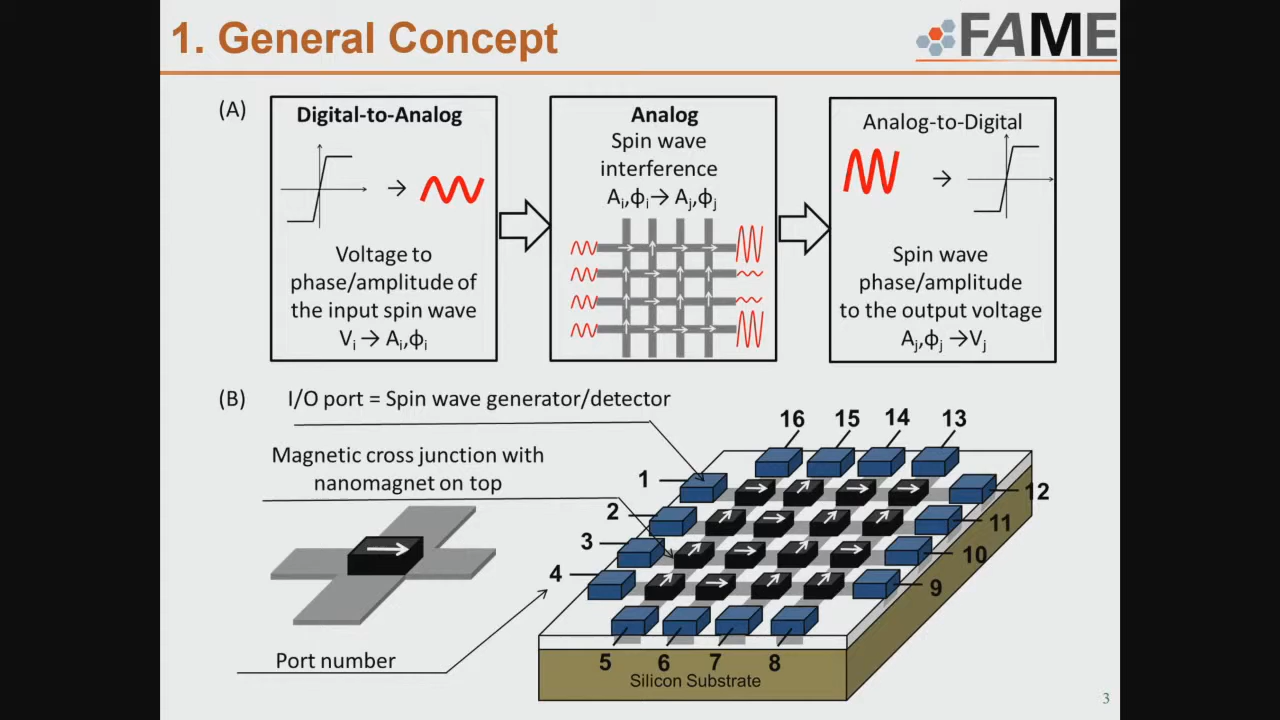 1. General Concept
FAME
(A)
Digital-to-Analog
Voltage to
phase/amplitude of
the input spin wave
Vi → Ai,ϕi
Analog
Spin wave
interference
Ai,ϕi→ Aj,ϕj
Analog-to-Digital
Spin wave
phase/amplitude
to the output voltage
Aj,ϕj →Vj
(B)
I/O port = Spin wave generator/detector
Magnetic cross junction with
nanomagnet on top
Port number
1
2
3
4
5
6
7
8
9
10
11
12
13
14
15
16
Silicon Substrate
3